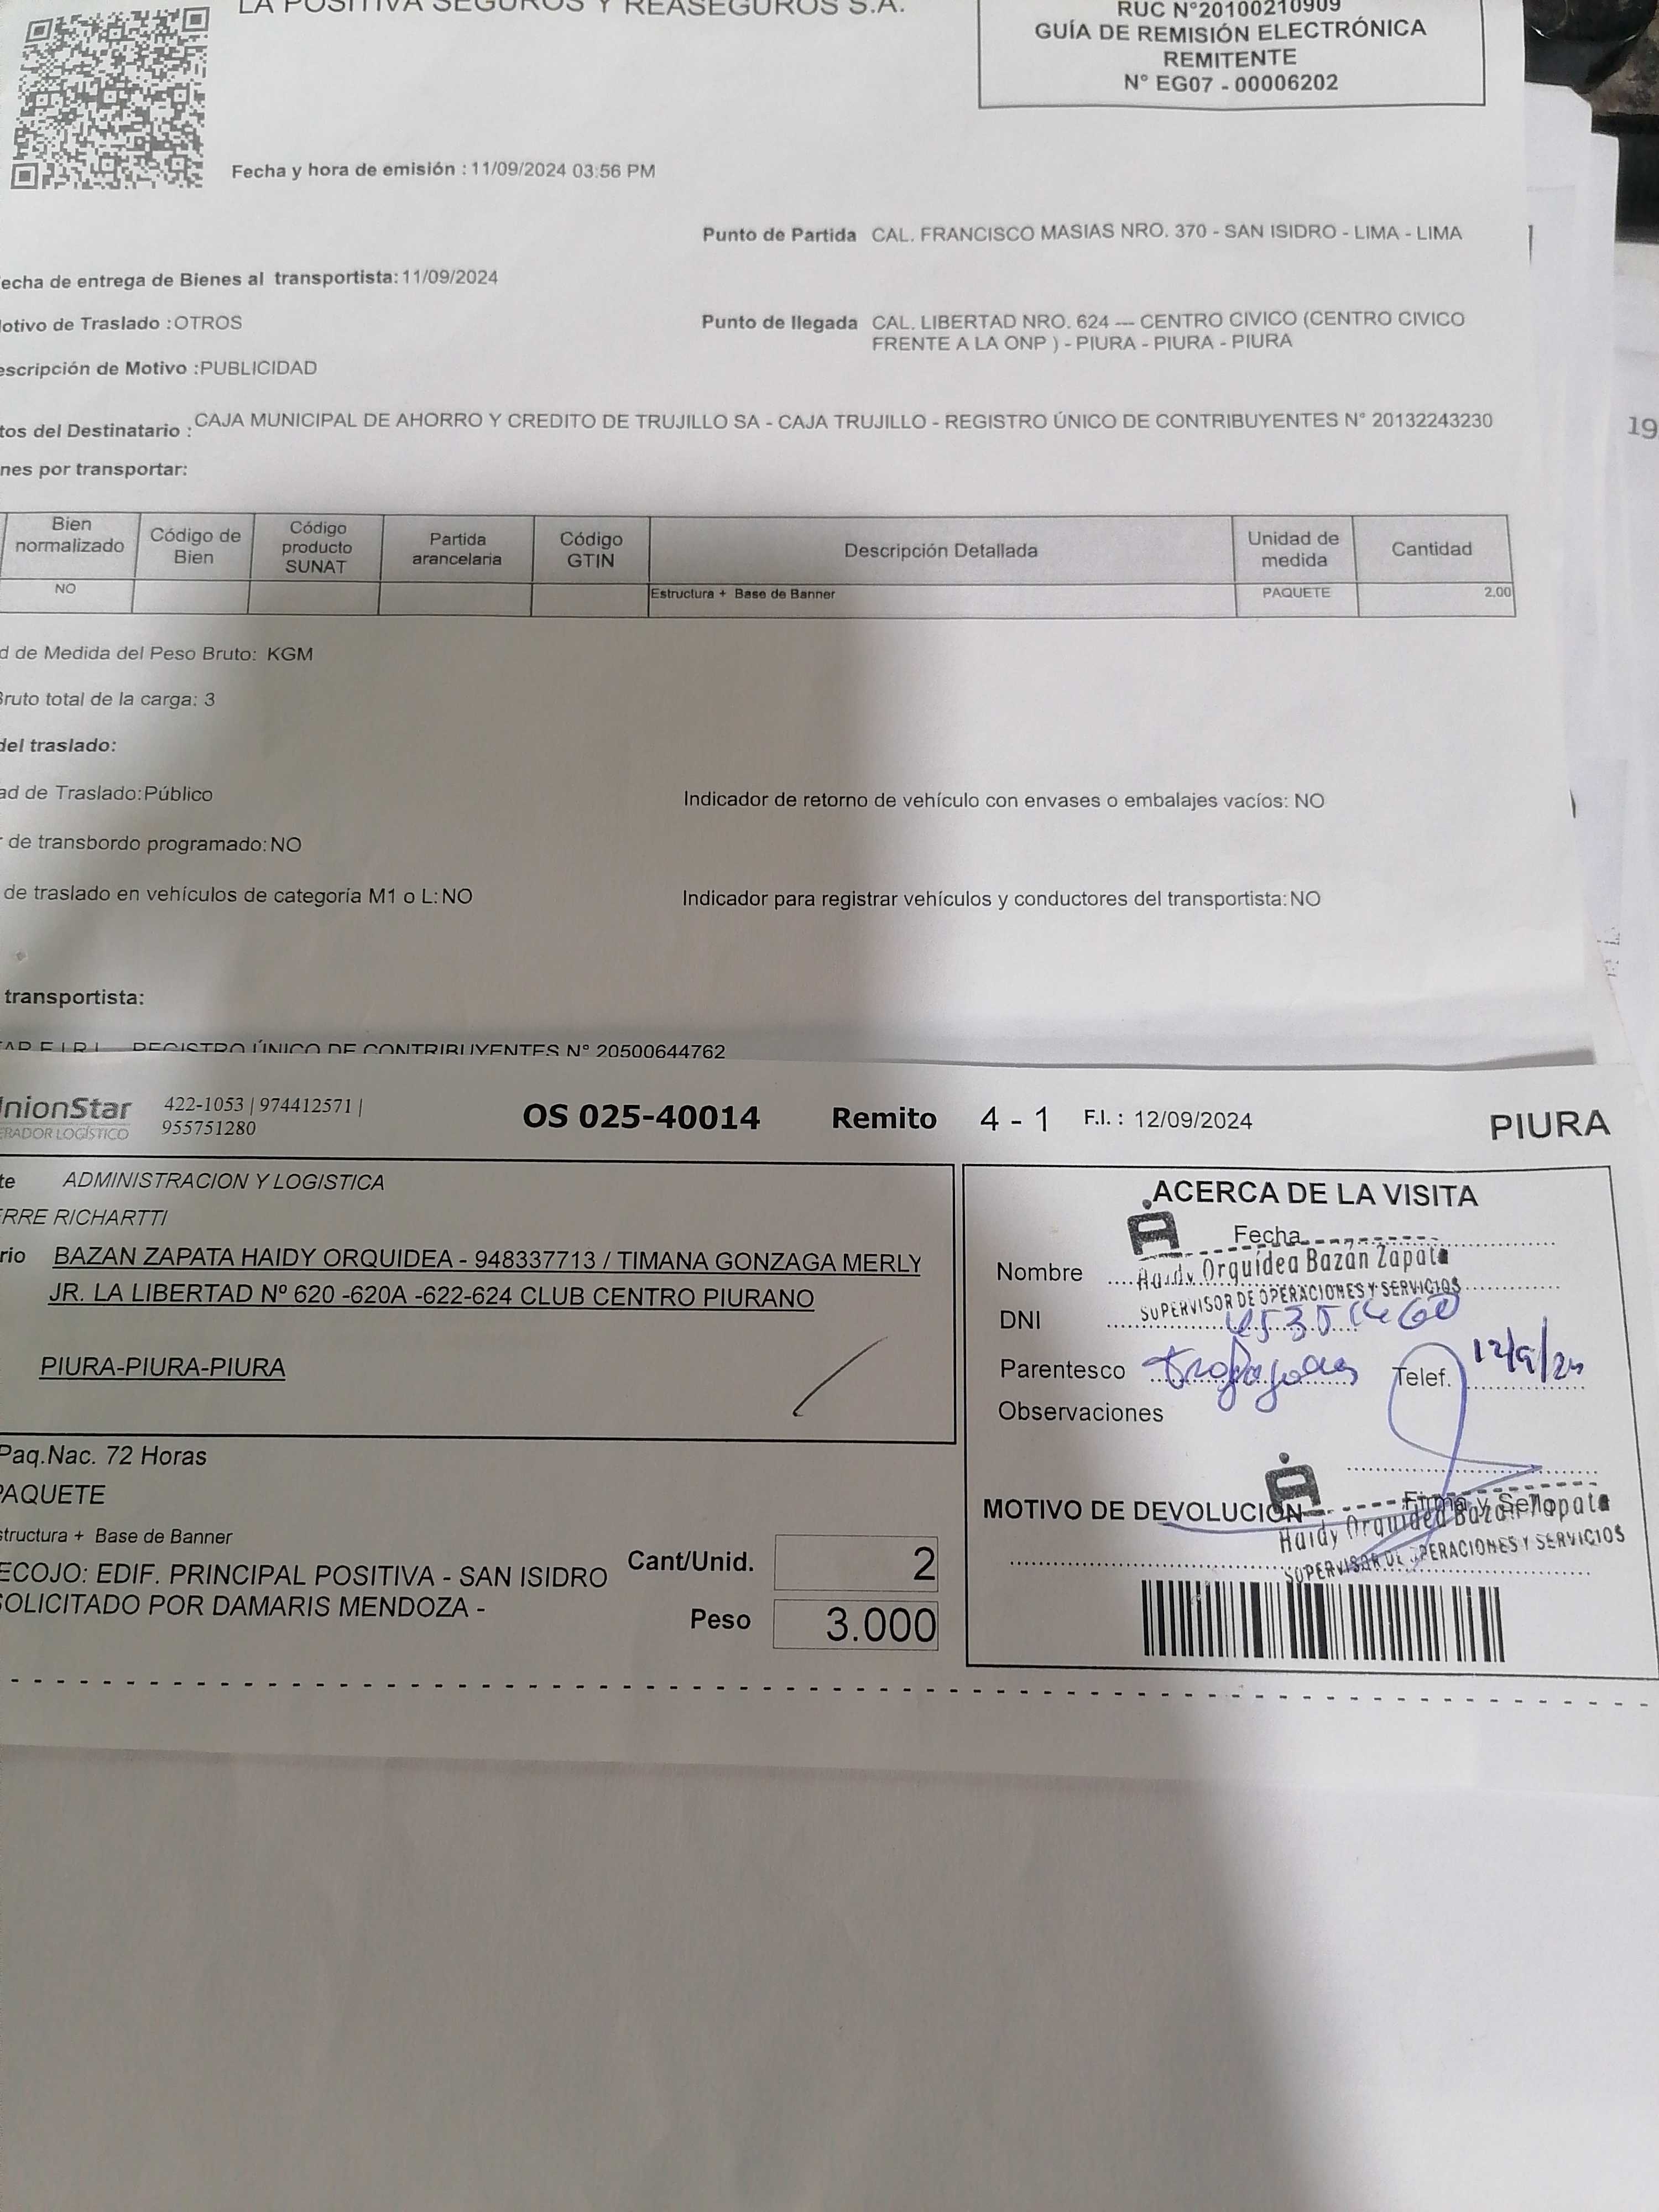 LA POSITIVA SEGUROS Y REASEGUROS S.A.
RUC N°20100210909
GUÍA DE REMISIÓN ELECTRÓNICA
REMITENTE
N° EG07 - 00006202
Fecha y hora de emisión : 11/09/2024 03:56 PM
Punto de Partida CAL. FRANCISCO MASIAS NRO. 370 - SAN ISIDRO - LIMA - LIMA
echa de entrega de Bienes al transportista: 11/09/2024
otivo de Traslado :OTROS
Punto de llegada CAL. LIBERTAD NRO. 624 --- CENTRO CIVICO (CENTRO CIVICO
FRENTE A LA ONP ) - PIURA - PIURA - PIURA
escripción de Motivo :PUBLICIDAD
tos del Destinatario : CAJA MUNICIPAL DE AHORRO Y CREDITO DE TRUJILLO SA - CAJA TRUJILLO - REGISTRO ÚNICO DE CONTRIBUYENTES N° 20132243230
19
nes por transportar:
Bien normalizado Código de Bien Código producto SUNAT Partida arancelaria Código GTIN Descripción Detallada Unidad de medida Cantidad
NO Estructura + Base de Banner PAQUETE 2.00
d de Medida del Peso Bruto: KGM
Bruto total de la carga: 3
del traslado:
ad de Traslado:Público
Indicador de retorno de vehículo con envases o embalajes vacíos: NO
r de transbordo programado:NO
de traslado en vehículos de categoría M1 o L:NO
Indicador para registrar vehículos y conductores del transportista:NO
transportista:
TAR E.I.R.L. REGISTRO ÚNICO DE CONTRIBUYENTES N° 20500644762
UnionStar
ERADOR LOGÍSTICO
422-1053 | 974412571 |
955751280
OS 025-40014 Remito 4 - 1 F.I. : 12/09/2024 PIURA
te ADMINISTRACION Y LOGISTICA
ERRE RICHARTTI
rio BAZAN ZAPATA HAIDY ORQUIDEA - 948337713 / TIMANA GONZAGA MERLY
JR. LA LIBERTAD Nº 620 -620A -622-624 CLUB CENTRO PIURANO
PIURA-PIURA-PIURA
Paq.Nac. 72 Horas
PAQUETE
structura + Base de Banner
ECOJO: EDIF. PRINCIPAL POSITIVA - SAN ISIDRO
SOLICITADO POR DAMARIS MENDOZA -
Cant/Unid. 2
Peso 3.000
ACERCA DE LA VISITA
Fecha
Nombre Haidy Orquídea Bazán Zapata
SUPERVISOR DE OPERACIONES Y SERVICIOS
DNI
Parentesco
Telef. 12/9/24
Observaciones
Firma y Sello
MOTIVO DE DEVOLUCIÓN
Haidy Orquídea Bazán Zapata
SUPERVISOR DE OPERACIONES Y SERVICIOS